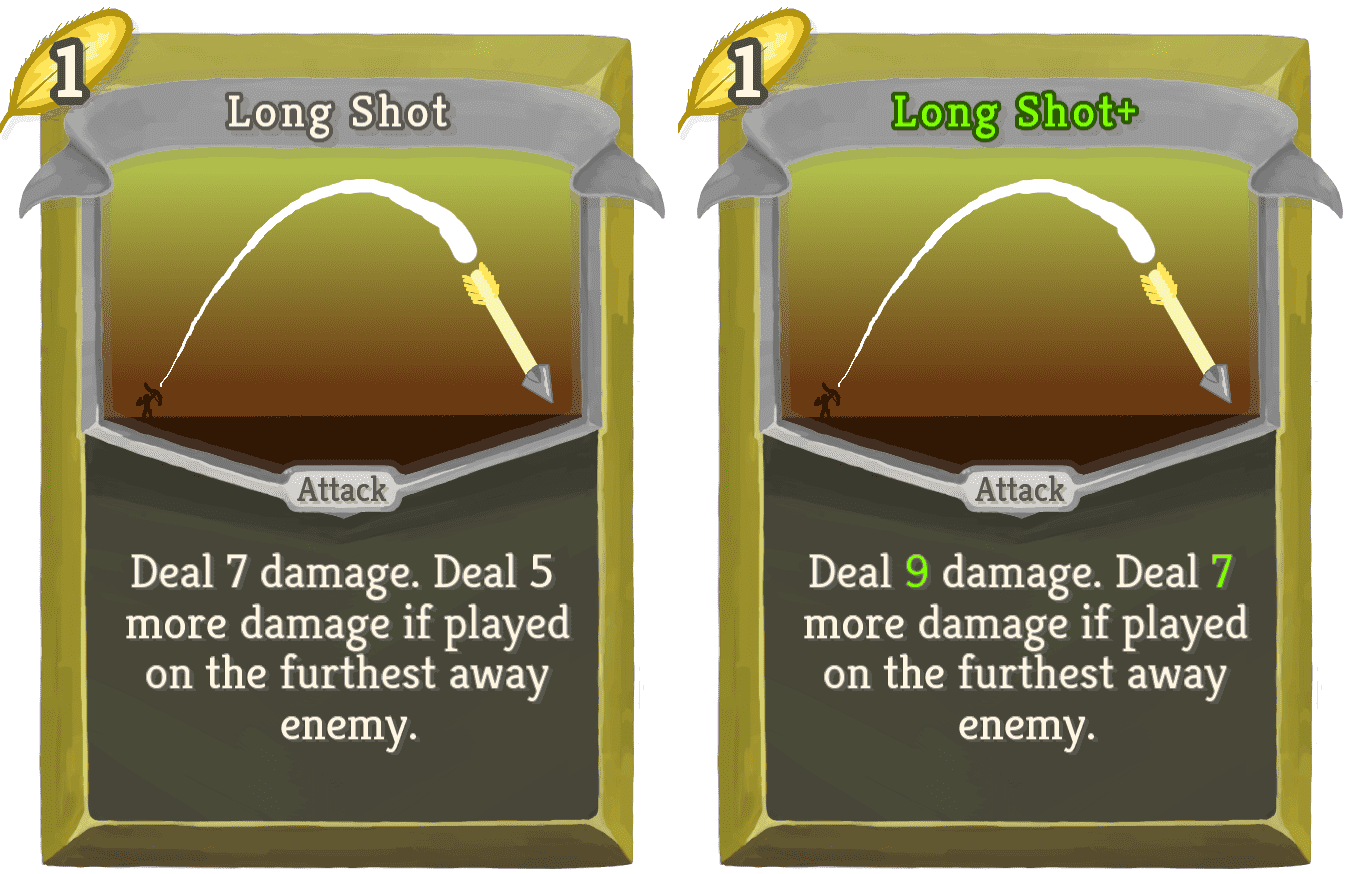 1
Long Shot
Attack
Deal 7 damage. Deal 5
more damage if played
on the furthest away
enemy.
1
Long Shot+
Attack
Deal 9 damage. Deal 7
more damage if played
on the furthest away
enemy.